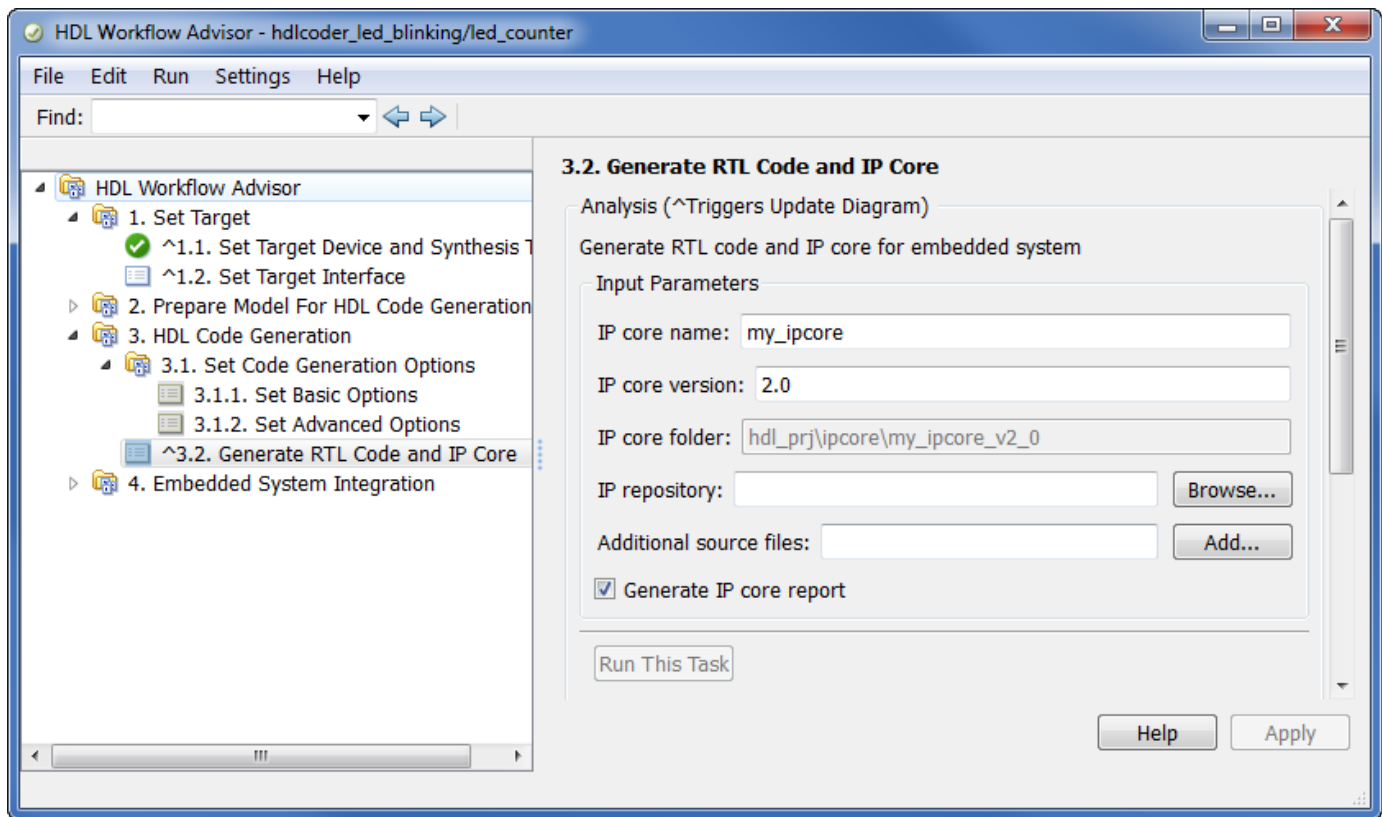 HDL Workflow Advisor - hdlcoder_led_blinking/led_counter
File Edit Run Settings Help
Find:
HDL Workflow Advisor
1. Set Target
^1.1. Set Target Device and Synthesis T
^1.2. Set Target Interface
2. Prepare Model For HDL Code Generation
3. HDL Code Generation
3.1. Set Code Generation Options
3.1.1. Set Basic Options
3.1.2. Set Advanced Options
^3.2. Generate RTL Code and IP Core
4. Embedded System Integration
3.2. Generate RTL Code and IP Core
Analysis (^Triggers Update Diagram)
Generate RTL code and IP core for embedded system
Input Parameters
IP core name: my_ipcore
IP core version: 2.0
IP core folder: hdl_prj\ipcore\my_ipcore_v2_0
IP repository: Browse...
Additional source files: Add...
Generate IP core report
Run This Task
Help Apply